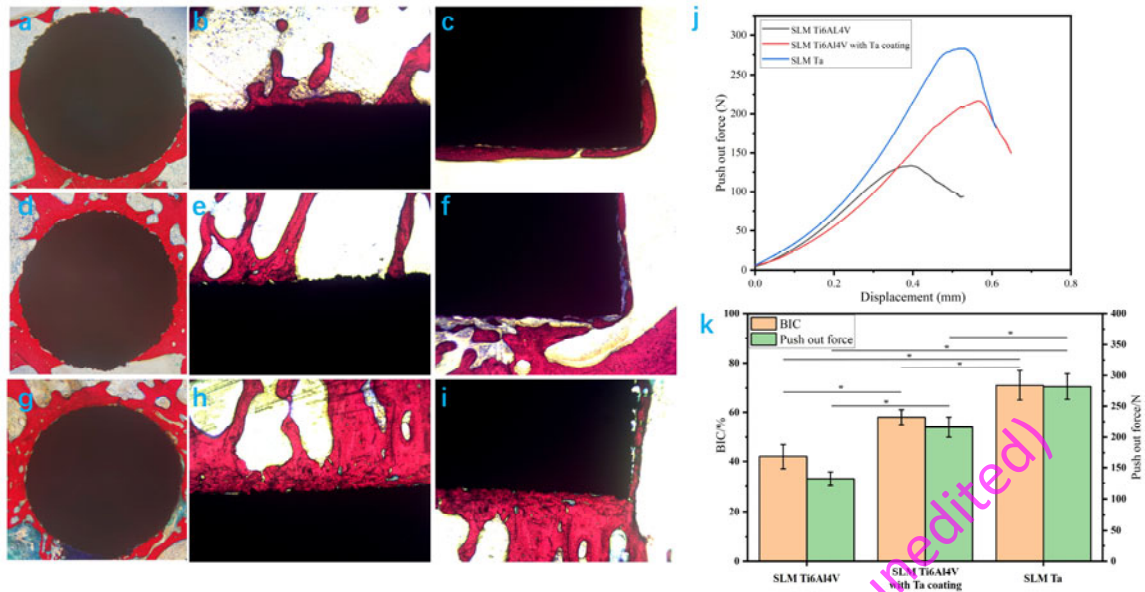 a
b
c
d
e
f
g
h
i
j
SLM Ti6AL4V
SLM Ti6Al4V with Ta coating
SLM Ta
Push out force (N)
300
250
200
150
100
50
0
0.0 0.2 0.4 0.6 0.8
Displacement (mm)
k
BIC
Push out force
BIC/%
100
80
60
40
20
0
* * * * * *
400
350
300
250
200
150
100
50
0
Push out force/N
SLM Ti6Al4V
SLM Ti6Al4V
with Ta coating
SLM Ta
unedited)